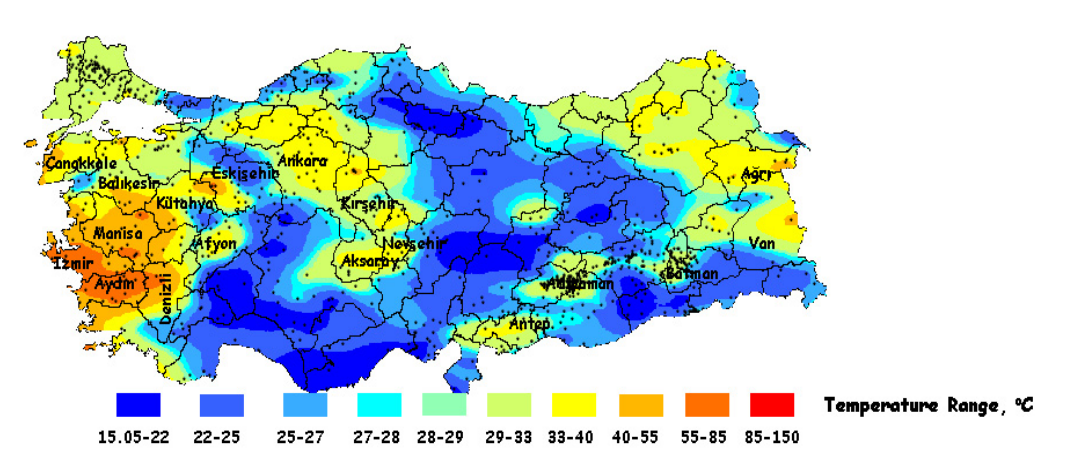 Çanakkale
Balıkesir
Eskişehir
Ankara
Ağrı
Kütahya
Kırşehir
Manisa
Afyon
Nevşehir
Van
İzmir
Aksaray
Batman
Aydın
Denizli
Adıyaman
Antep
Temperature Range, °C
15.05-22 22-25 25-27 27-28 28-29 29-33 33-40 40-55 55-85 85-150